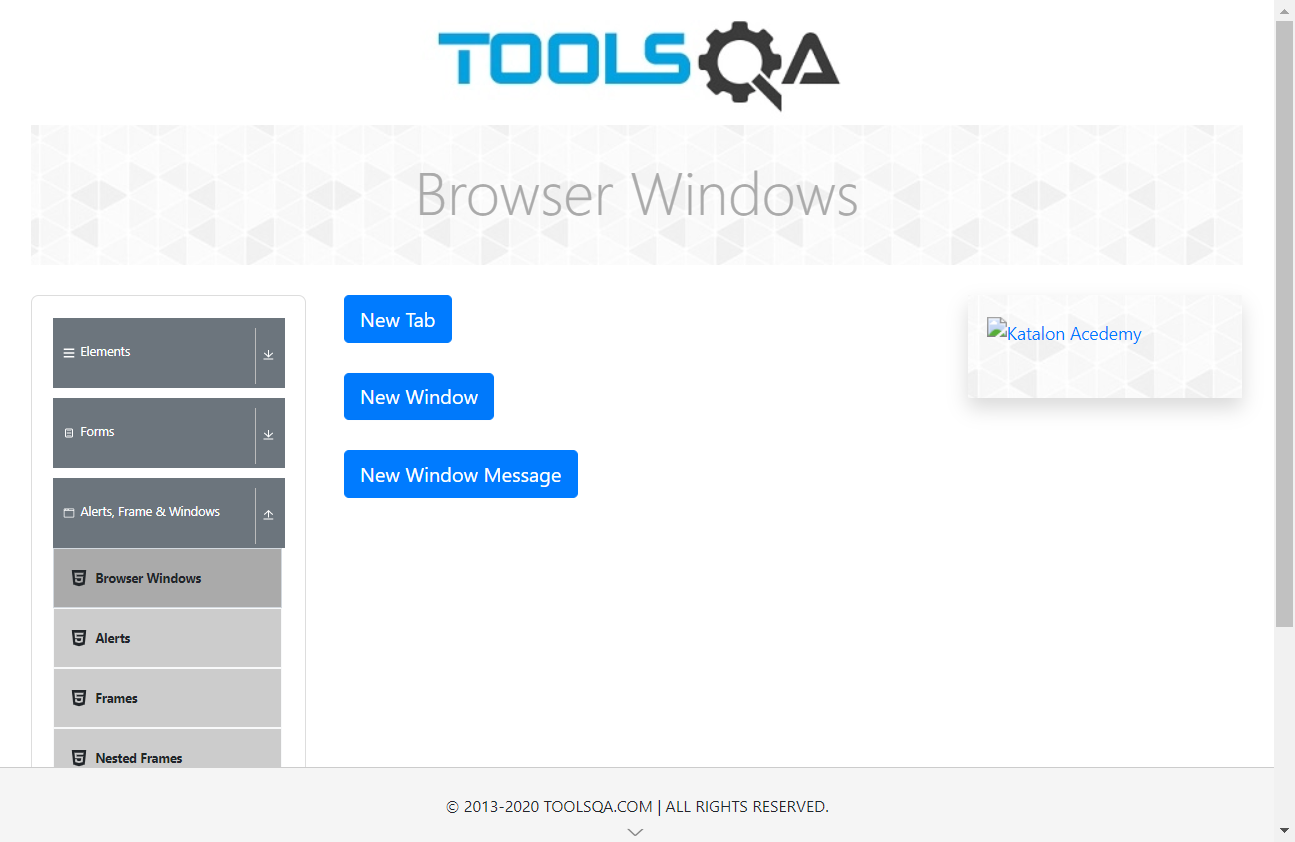 TOOLSQA
Browser Windows
Elements
Forms
Alerts, Frame & Windows
Browser Windows
Alerts
Frames
Nested Frames
New Tab
New Window
New Window Message
Katalon Acedemy
© 2013-2020 TOOLSQA.COM | ALL RIGHTS RESERVED.